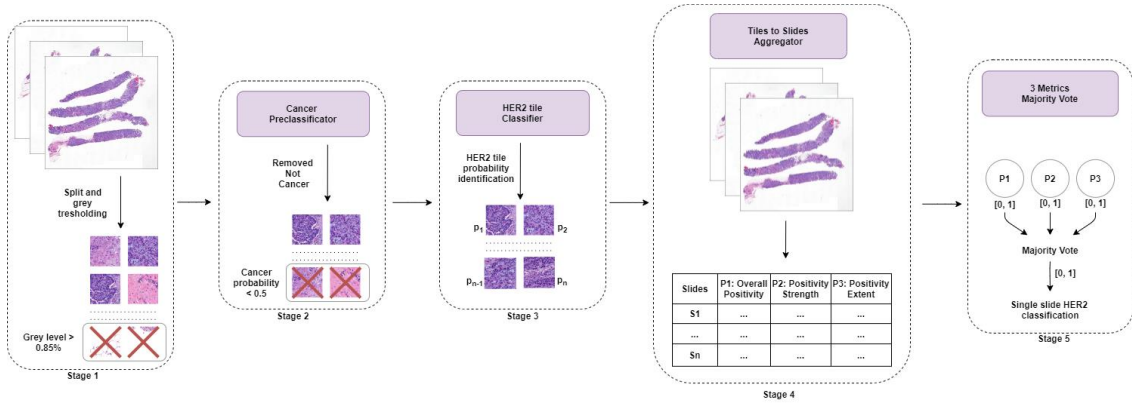 Split and
grey
tresholding
Grey level >
0.85%
Stage 1
Cancer
Preclassificator
Removed
Not
Cancer
Cancer
probability
< 0.5
Stage 2
HER2 tile
Classifier
HER2 tile
probability
identification
p1 p2
pn-1 pn
Stage 3
Tiles to Slides
Aggregator
Slides P1: Overall Positivity P2: Positivity Strength P3: Positivity Extent
S1 ... ... ...
... ... ... ...
Sn ... ... ...
Stage 4
3 Metrics
Majority Vote
P1 P2 P3
[0, 1] [0, 1] [0, 1]
Majority Vote
[0, 1]
Single slide HER2
classification
Stage 5